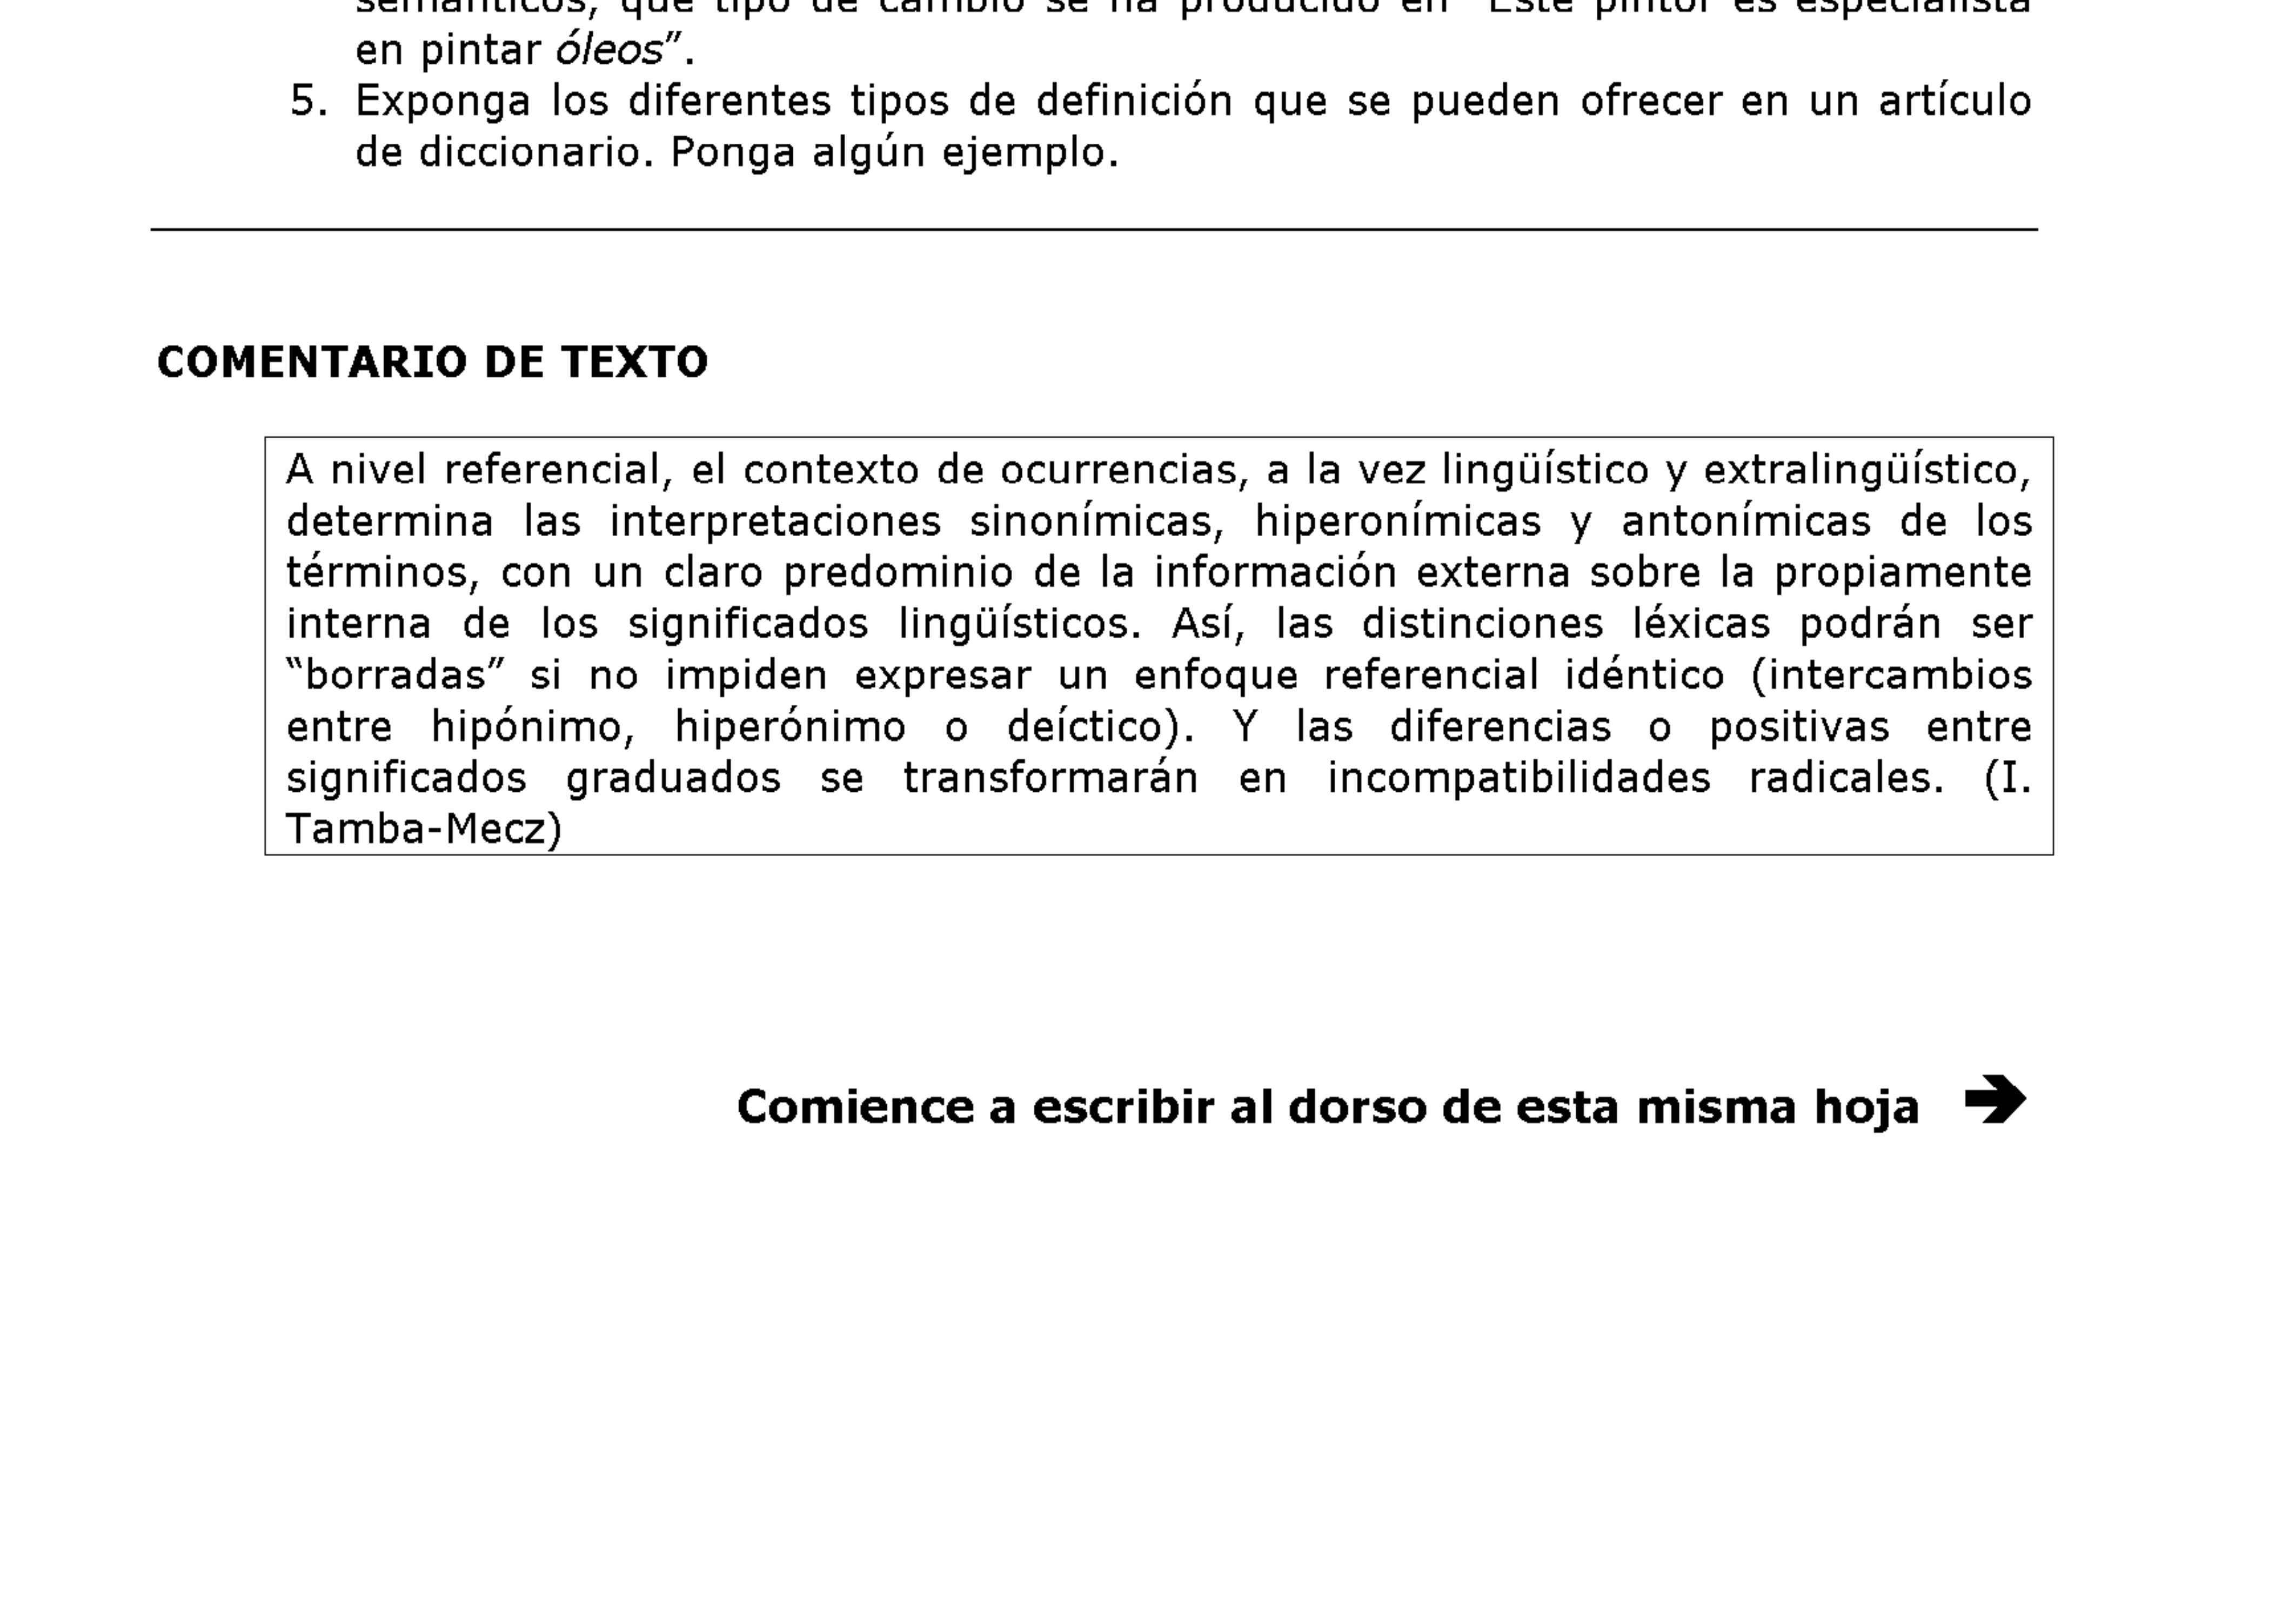 semánticos, qué tipo de cambio se ha producido en "Este pintor es especialista
en pintar óleos”.
5. Exponga los diferentes tipos de definición que se pueden ofrecer en un artículo
de diccionario. Ponga algún ejemplo.
COMENTARIO DE TEXTO
A nivel referencial, el contexto de ocurrencias, a la vez lingüístico y extralingüístico,
determina las interpretaciones sinonímicas, hiperonímicas y antonímicas de los
términos, con un claro predominio de la información externa sobre la propiamente
interna de los significados lingüísticos. Así, las distinciones léxicas podrán ser
“borradas” si no impiden expresar un enfoque referencial idéntico (intercambios
entre hipónimo, hiperónimo o deíctico). Y las diferencias o positivas entre
significados graduados se transformarán en incompatibilidades radicales. (I.
Tamba-Mecz)
Comience a escribir al dorso de esta misma hoja